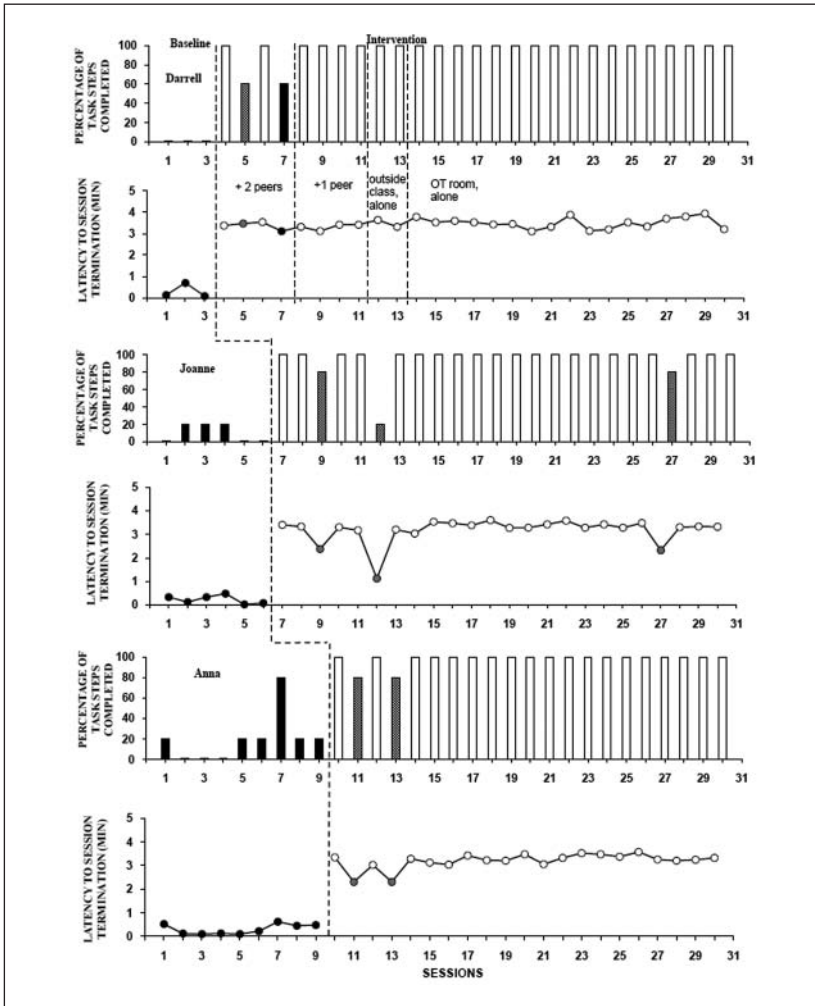 Baseline Intervention
Darrell
PERCENTAGE OF
TASK STEPS
COMPLETED
100
80
60
40
20
0
1 3 5 7 9 11 13 15 17 19 21 23 25 27 29 31
+ 2 peers +1 peer outside
class,
alone
OT room,
alone
LATENCY TO SESSION
TERMINATION (MIN)
5
4
3
2
1
0
1 3 5 7 9 11 13 15 17 19 21 23 25 27 29 31
Joanne
PERCENTAGE OF
TASK STEPS
COMPLETED
100
80
60
40
20
0
1 3 5 7 9 11 13 15 17 19 21 23 25 27 29 31
LATENCY TO SESSION
TERMINATION (MIN)
5
4
3
2
1
0
1 3 5 7 9 11 13 15 17 19 21 23 25 27 29 31
Anna
PERCENTAGE OF
TASK STEPS
COMPLETED
100
80
60
40
20
0
1 3 5 7 9 11 13 15 17 19 21 23 25 27 29 31
LATENCY TO SESSION
TERMINATION (MIN)
5
4
3
2
1
0
1 3 5 7 9 11 13 15 17 19 21 23 25 27 29 31
SESSIONS